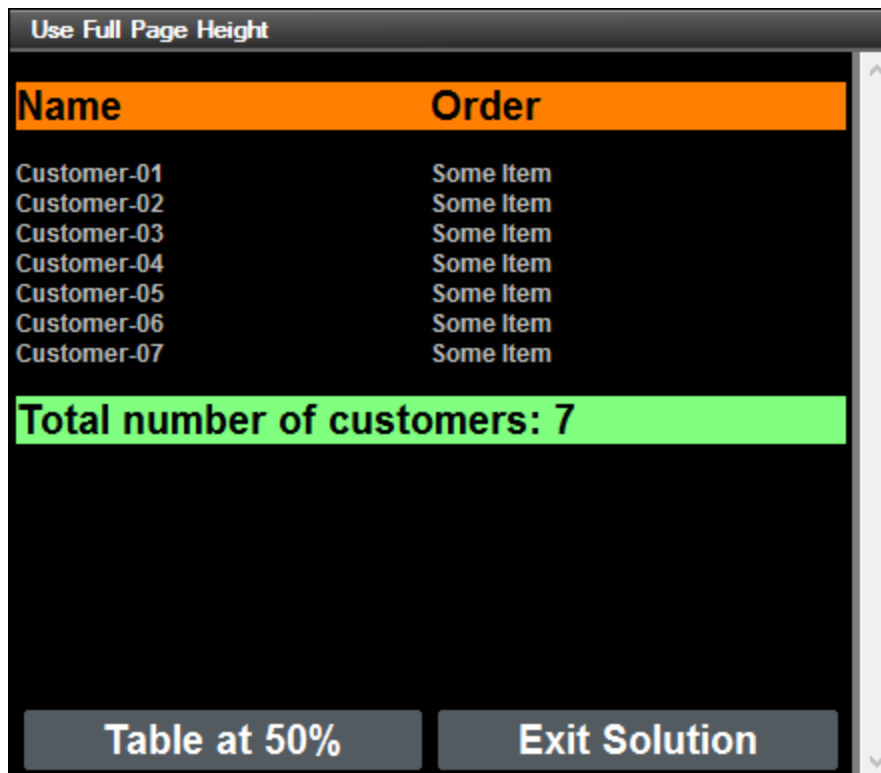 Use Full Page Height
Name Order
Customer-01 Some Item
Customer-02 Some Item
Customer-03 Some Item
Customer-04 Some Item
Customer-05 Some Item
Customer-06 Some Item
Customer-07 Some Item
Total number of customers: 7
Table at 50% Exit Solution